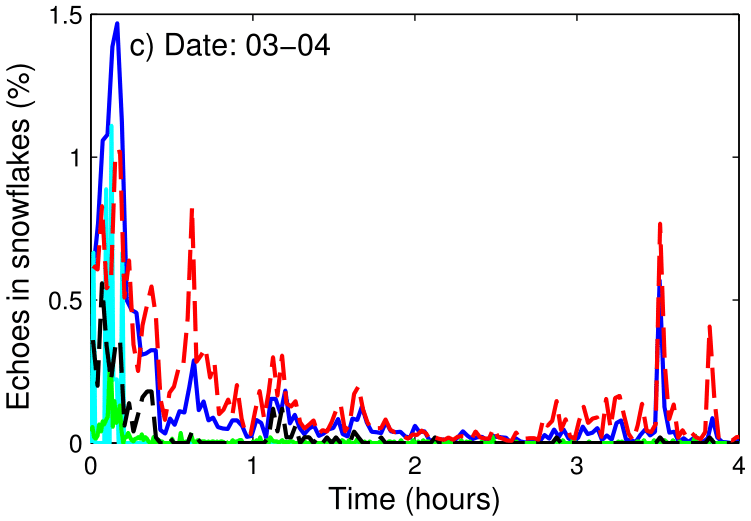 1.5
c) Date: 03−04
1
0.5
0
0 1 2 3 4
Echoes in snowflakes (%)
Time (hours)